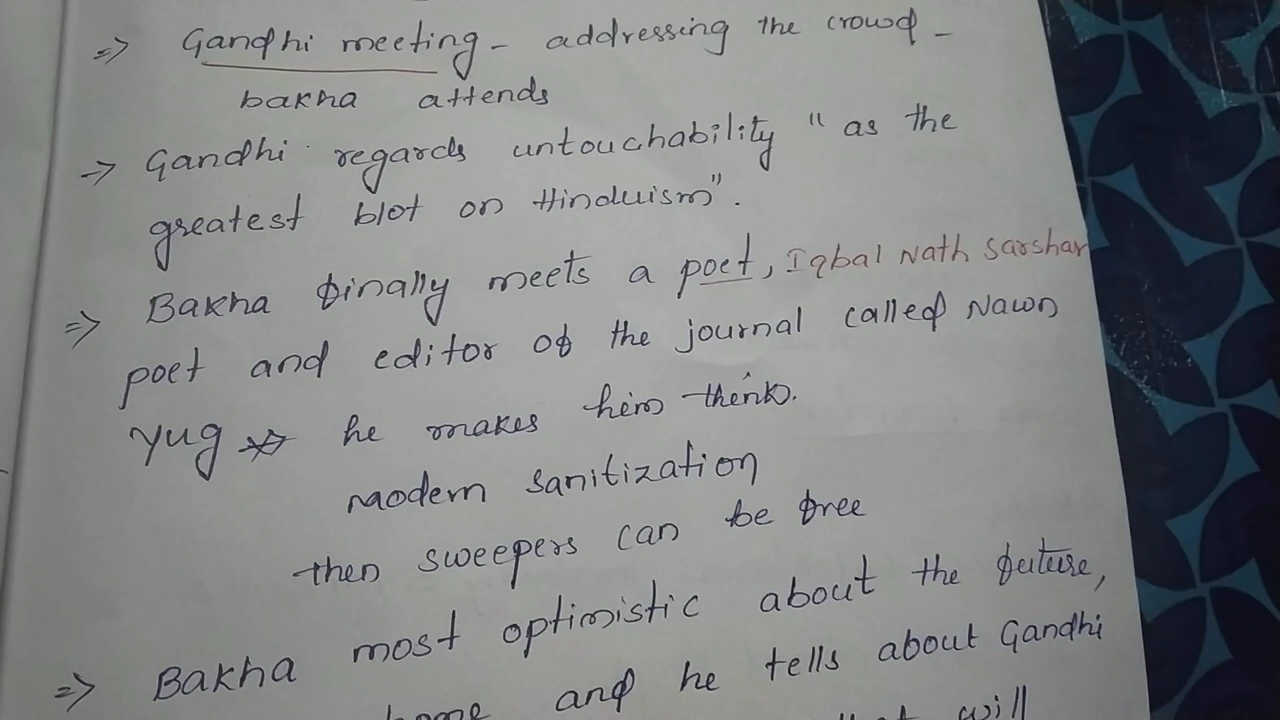 => Gandhi meeting - addressing the crowd -
bakha attends
-> Gandhi regards untouchability "as the
greatest blot on Hinduism".
=> Bakha finally meets a poet, Iqbal Nath Sarshar
poet and editor of the journal called Nawn
Yug => he makes him think.
Modern sanitization
then sweepers can be free
=> Bakha most optimistic about the future,
home and he tells about Gandhi
will